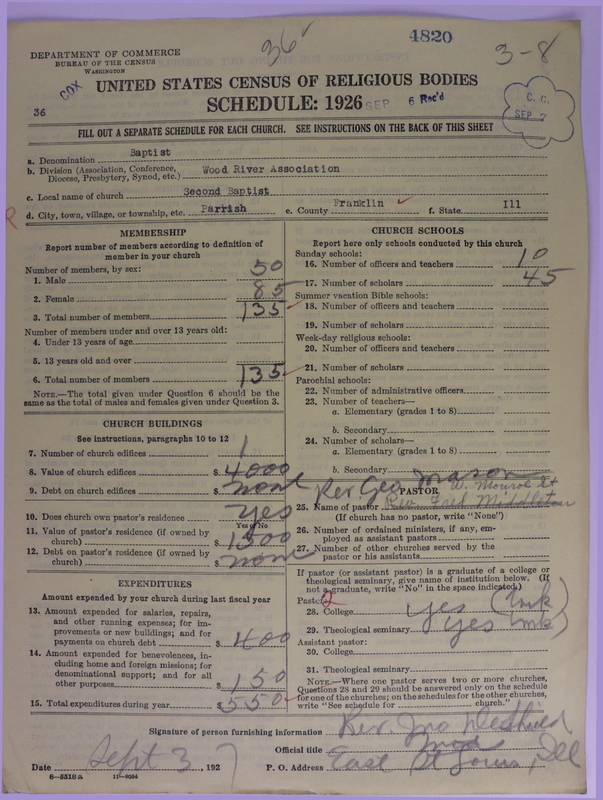 36
4820
3-8
DEPARTMENT OF COMMERCE
BUREAU OF THE CENSUS
WASHINGTON
COX
UNITED STATES CENSUS OF RELIGIOUS BODIES
SCHEDULE: 1926
SEP 6 Rec'd
C. C.
SEP 7
36
FILL OUT A SEPARATE SCHEDULE FOR EACH CHURCH. SEE INSTRUCTIONS ON THE BACK OF THIS SHEET
a. Denomination Baptist
b. Division (Association, Conference, Diocese, Presbytery, Synod, etc.) Wood River Association
c. Local name of church Second Baptist
d. City, town, village, or township, etc. Parrish e. County Franklin f. State Ill
MEMBERSHIP
Report number of members according to definition of
member in your church
Number of members, by sex:
1. Male 50
2. Female 85
3. Total number of members 135
Number of members under and over 13 years old:
4. Under 13 years of age
5. 13 years old and over
6. Total number of members 135
NOTE.—The total given under Question 6 should be the
same as the total of males and females given under Question 3.
CHURCH BUILDINGS
See instructions, paragraphs 10 to 12
7. Number of church edifices 1
8. Value of church edifices $ 4000
9. Debt on church edifices $ none
10. Does church own pastor's residence yes
Yes or No
11. Value of pastor's residence (if owned by
church) $ 1500
12. Debt on pastor's residence (if owned by
church) $ none
EXPENDITURES
Amount expended by your church during last fiscal year
13. Amount expended for salaries, repairs,
and other running expenses; for im-
provements or new buildings; and for
payments on church debt $ 400
14. Amount expended for benevolences, in-
cluding home and foreign missions; for
denominational support; and for all
other purposes $ 150
15. Total expenditures during year $ 550
CHURCH SCHOOLS
Report here only schools conducted by this church
Sunday schools:
16. Number of officers and teachers 10
17. Number of scholars 45
Summer vacation Bible schools:
18. Number of officers and teachers
19. Number of scholars
Week-day religious schools:
20. Number of officers and teachers
21. Number of scholars
Parochial schools:
22. Number of administrative officers
23. Number of teachers—
a. Elementary (grades 1 to 8)
b. Secondary
24. Number of scholars—
a. Elementary (grades 1 to 8)
b. Secondary
Rev Geo Mason
PASTOR
25. Name of pastor Rev. Fred Middleton
(If church has no pastor, write "None")
26. Number of ordained ministers, if any, em-
ployed as assistant pastors
27. Number of other churches served by the
pastor or his assistants
If pastor (or assistant pastor) is a graduate of a college or
theological seminary, give name of institution below. (If
not a graduate, write "No" in the space indicated.)
Pastor:
28. College yes (unk)
29. Theological seminary yes (unk)
Assistant pastor:
30. College
31. Theological seminary
NOTE.—Where one pastor serves two or more churches,
Questions 28 and 29 should be answered only on the schedule
for one of the churches; on the schedules for the other churches,
write "See schedule for church."
Signature of person furnishing information Rev. Jno
Official title
Date Sept 3, 1927 P. O. Address East St Louis, Ill
6—5518a 11—9054